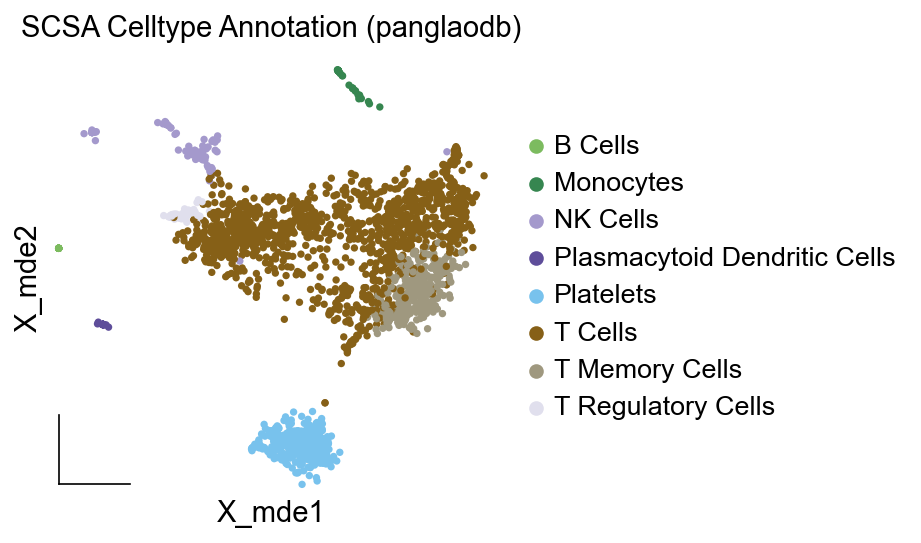 SCSA Celltype Annotation (panglaodb)
B Cells
Monocytes
NK Cells
Plasmacytoid Dendritic Cells
Platelets
T Cells
T Memory Cells
T Regulatory Cells
X_mde2
X_mde1